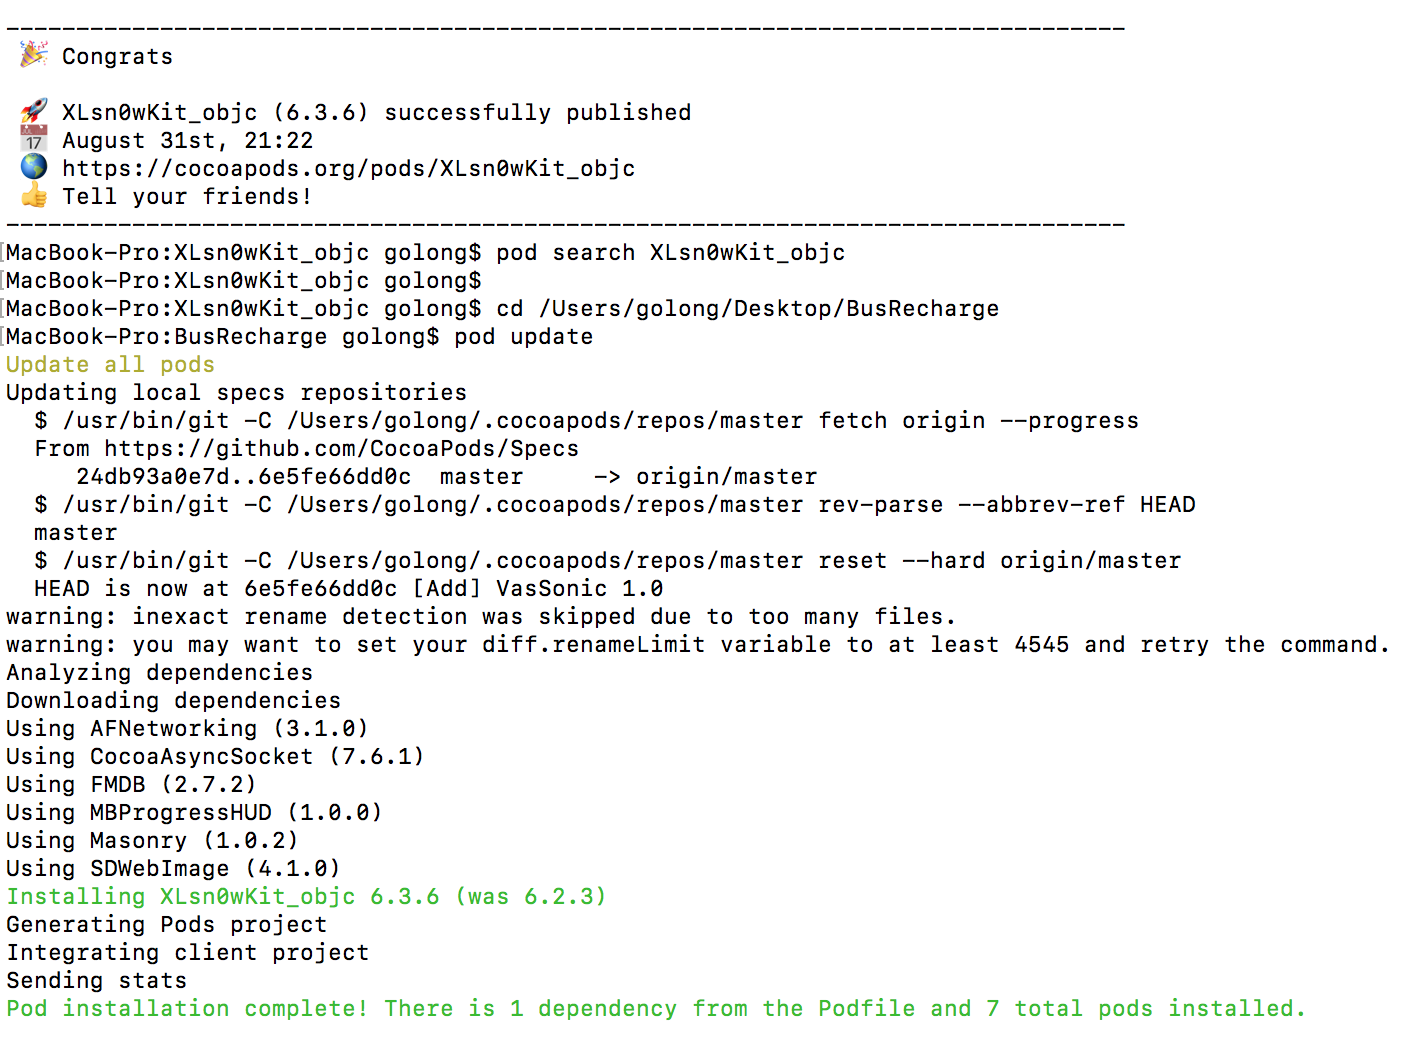 --------------------------------------------------------------------------------
🎉 Congrats
🚀 XLsn0wKit_objc (6.3.6) successfully published
📅 August 31st, 21:22
🌎 https://cocoapods.org/pods/XLsn0wKit_objc
👍 Tell your friends!
--------------------------------------------------------------------------------
[MacBook-Pro:XLsn0wKit_objc golong$ pod search XLsn0wKit_objc
[MacBook-Pro:XLsn0wKit_objc golong$
[MacBook-Pro:XLsn0wKit_objc golong$ cd /Users/golong/Desktop/BusRecharge
[MacBook-Pro:BusRecharge golong$ pod update
Update all pods
Updating local specs repositories
  $ /usr/bin/git -C /Users/golong/.cocoapods/repos/master fetch origin --progress
  From https://github.com/CocoaPods/Specs
     24db93a0e7d..6e5fe66dd0c  master     -> origin/master
  $ /usr/bin/git -C /Users/golong/.cocoapods/repos/master rev-parse --abbrev-ref HEAD
  master
  $ /usr/bin/git -C /Users/golong/.cocoapods/repos/master reset --hard origin/master
  HEAD is now at 6e5fe66dd0c [Add] VasSonic 1.0
warning: inexact rename detection was skipped due to too many files.
warning: you may want to set your diff.renameLimit variable to at least 4545 and retry the command.
Analyzing dependencies
Downloading dependencies
Using AFNetworking (3.1.0)
Using CocoaAsyncSocket (7.6.1)
Using FMDB (2.7.2)
Using MBProgressHUD (1.0.0)
Using Masonry (1.0.2)
Using SDWebImage (4.1.0)
Installing XLsn0wKit_objc 6.3.6 (was 6.2.3)
Generating Pods project
Integrating client project
Sending stats
Pod installation complete! There is 1 dependency from the Podfile and 7 total pods installed.